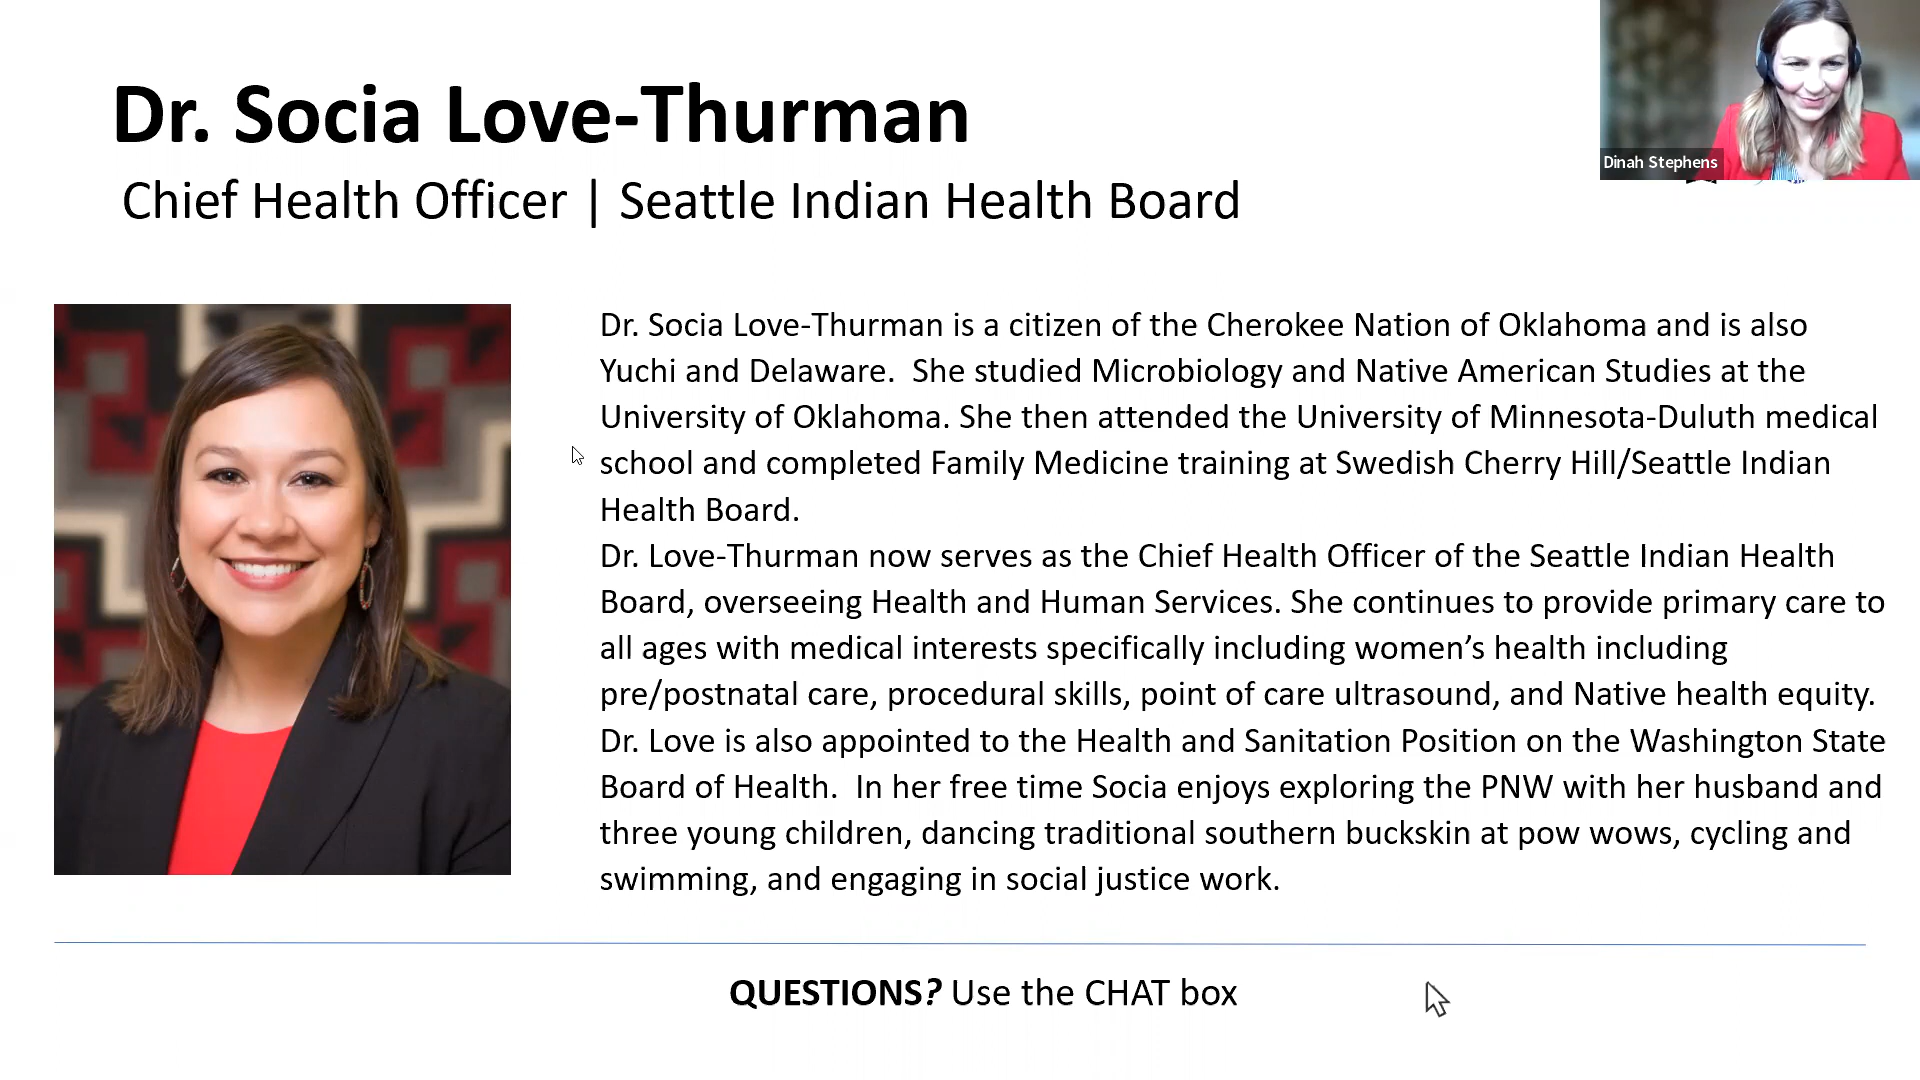 Dr. Socia Love-Thurman
Chief Health Officer | Seattle Indian Health Board
Dinah Stephens
Dr. Socia Love-Thurman is a citizen of the Cherokee Nation of Oklahoma and is also
Yuchi and Delaware.  She studied Microbiology and Native American Studies at the
University of Oklahoma. She then attended the University of Minnesota-Duluth medical
school and completed Family Medicine training at Swedish Cherry Hill/Seattle Indian
Health Board.
Dr. Love-Thurman now serves as the Chief Health Officer of the Seattle Indian Health
Board, overseeing Health and Human Services. She continues to provide primary care to
all ages with medical interests specifically including women’s health including
pre/postnatal care, procedural skills, point of care ultrasound, and Native health equity.
Dr. Love is also appointed to the Health and Sanitation Position on the Washington State
Board of Health.  In her free time Socia enjoys exploring the PNW with her husband and
three young children, dancing traditional southern buckskin at pow wows, cycling and
swimming, and engaging in social justice work.
QUESTIONS? Use the CHAT box